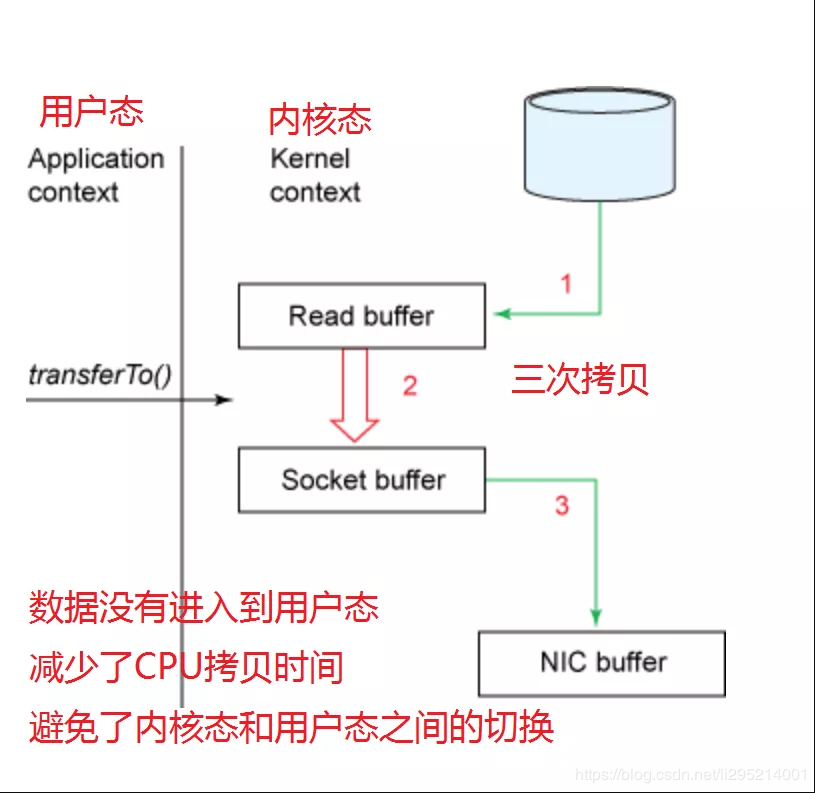 用户态
内核态
Application
context
Kernel
context
1
Read buffer
transferTo()
2
三次拷贝
Socket buffer
3
数据没有进入到用户态
减少了CPU拷贝时间
NIC buffer
避免了内核态和用户态之间的切换
https://blog.csdn.net/li295214001